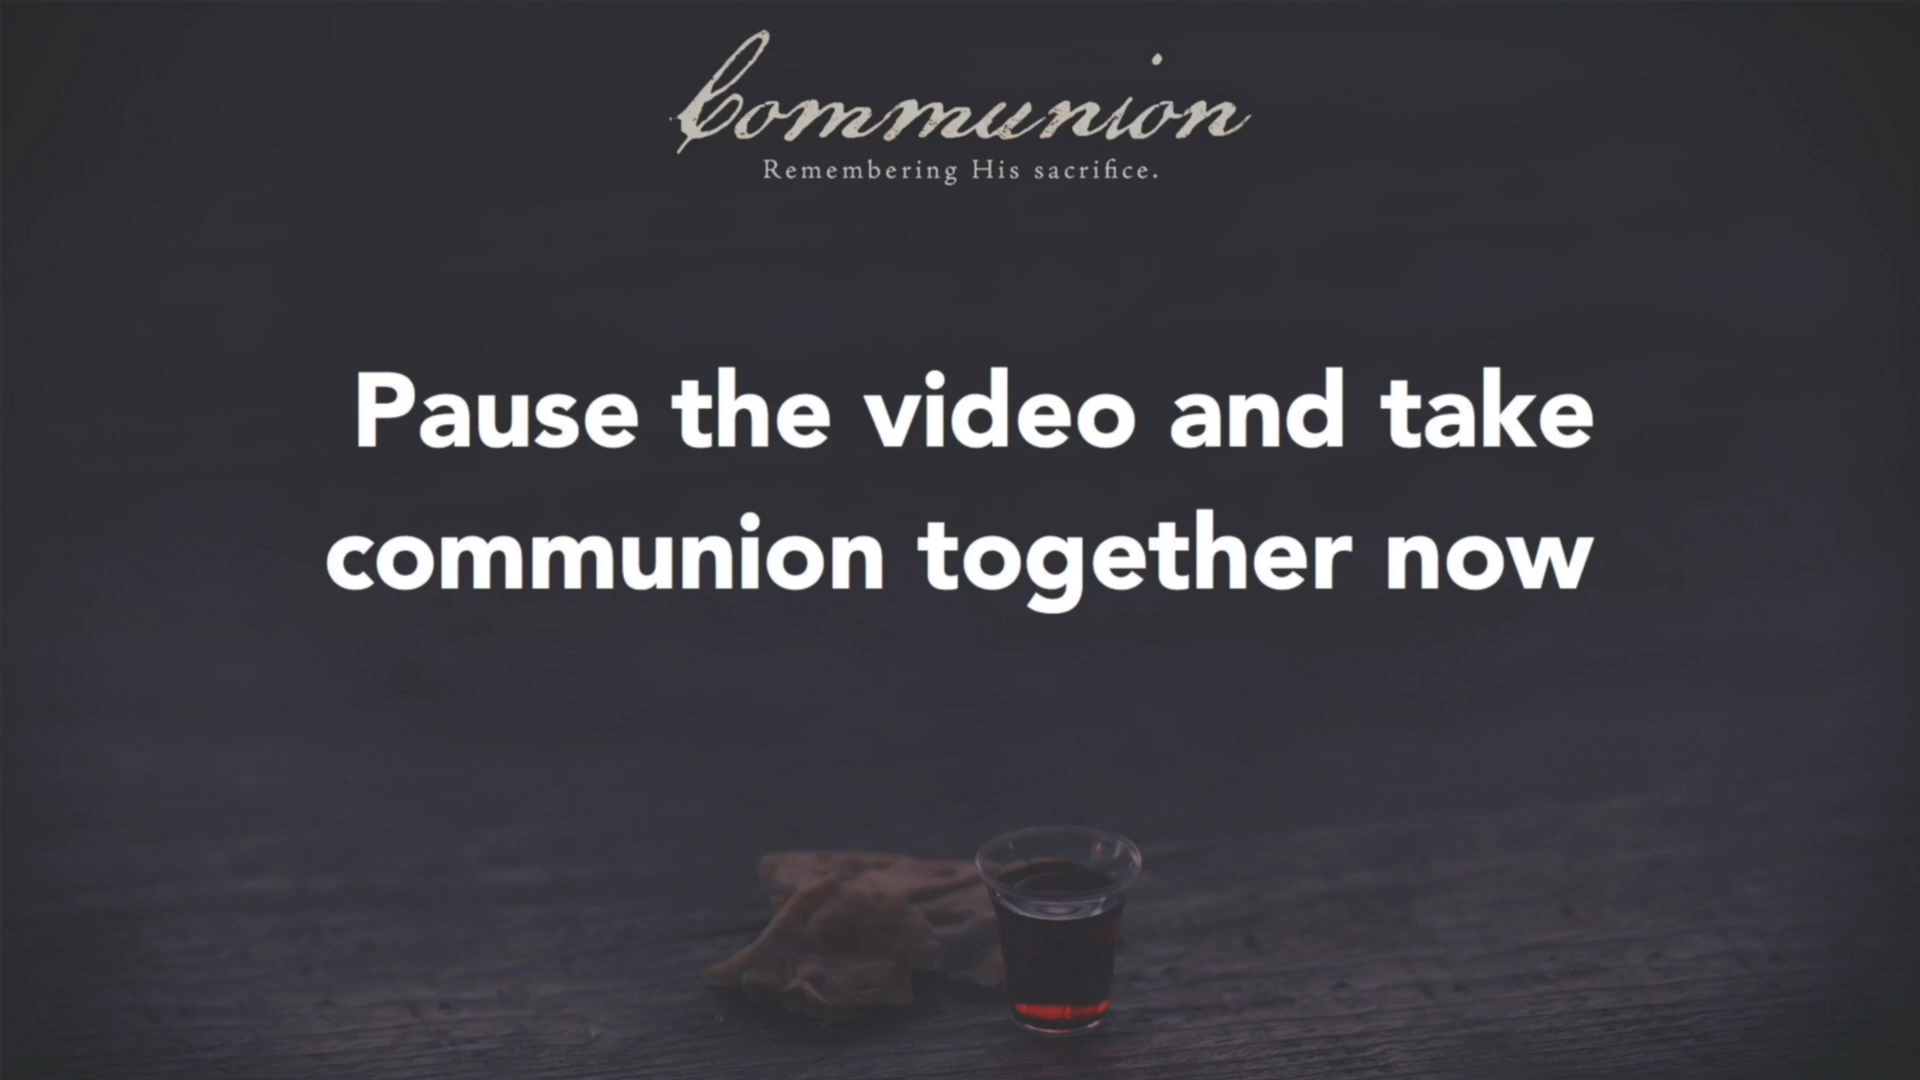 Communion
Remembering His sacrifice.
Pause the video and take
communion together now